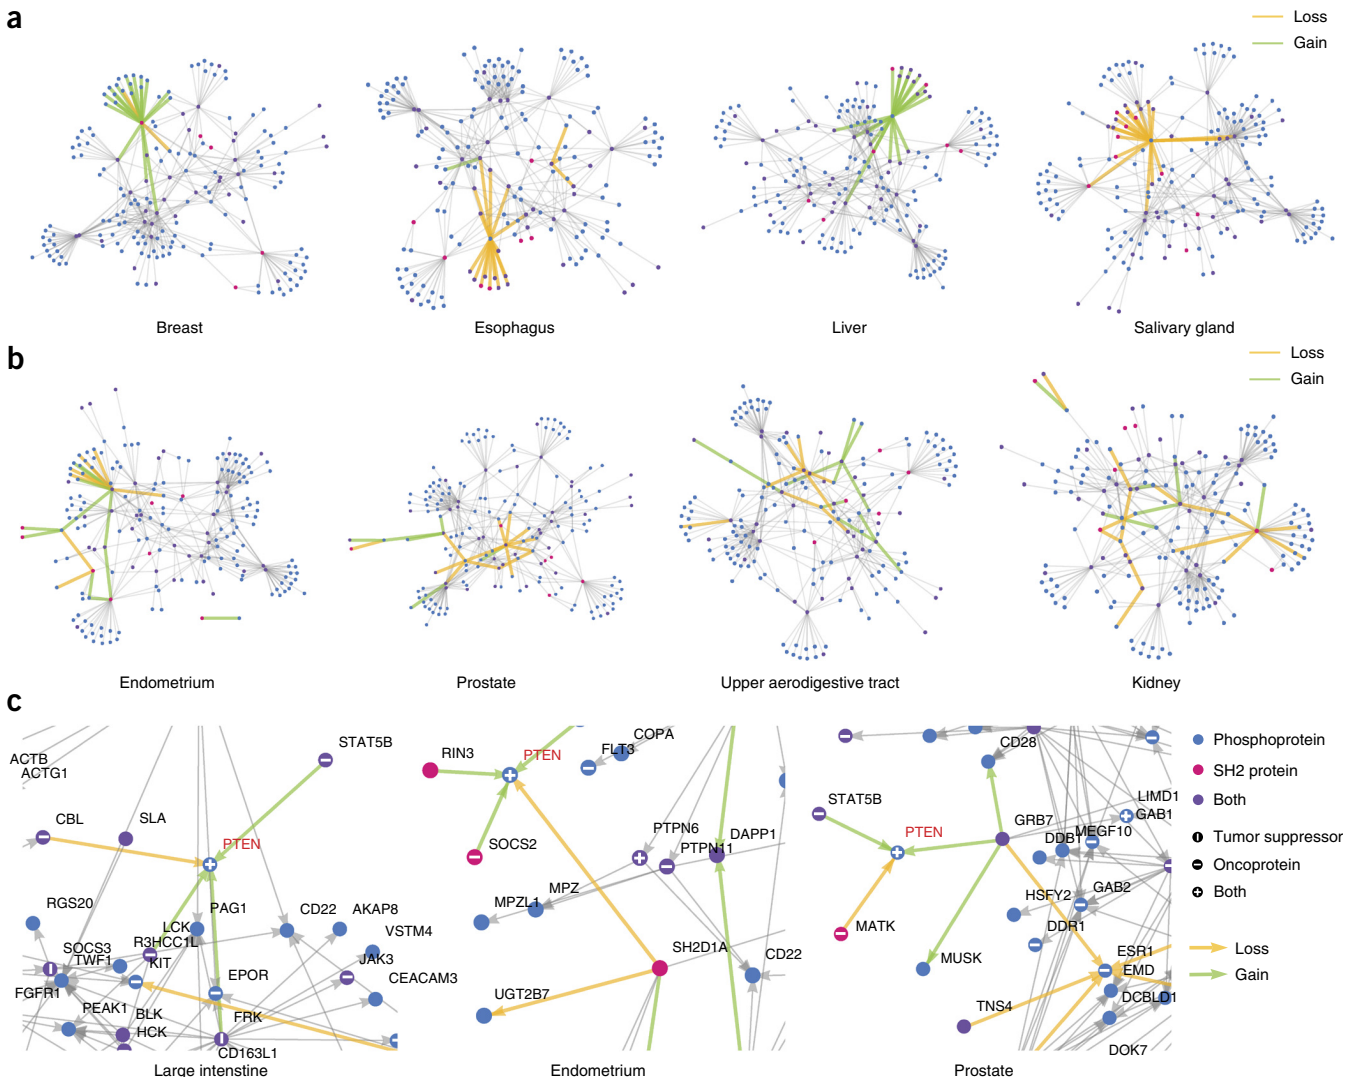 a
Loss
Gain
Breast
Esophagus
Liver
Salivary gland
b
Loss
Gain
Endometrium
Prostate
Upper aerodigestive tract
Kidney
c
ACTB
ACTG1
STAT5B
CBL
SLA
PTEN
RGS20
PAG1
CD22
AKAP8
LCK
VSTM4
SOCS3
R3HCC1L
TWF1
KIT
JAK3
FGFR1
EPOR
CEACAM3
PEAK1
BLK
FRK
HCK
CD163L1
Large intenstine
RIN3
PTEN
FLT3
COPA
SOCS2
PTPN6
DAPP1
PTPN11
MPZL1
MPZ
SH2D1A
CD22
UGT2B7
Endometrium
CD28
STAT5B
PTEN
GRB7
LIMD1
GAB1
MEGF10
DDB1
HSFY2
GAB2
MATK
DDR1
MUSK
ESR1
EMD
TNS4
DCBLD1
DOK7
Prostate
Phosphoprotein
SH2 protein
Both
Tumor suppressor
Oncoprotein
Both
Loss
Gain